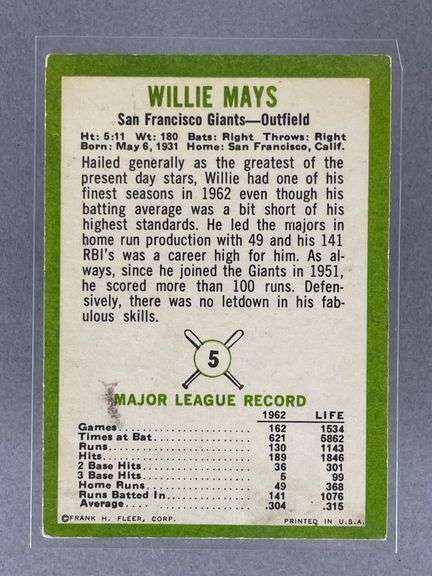 WILLIE MAYS
San Francisco Giants—Outfield
Ht: 5:11 Wt: 180 Bats: Right Throws: Right
Born: May 6, 1931 Home: San Francisco, Calif.
Hailed generally as the greatest of the
present day stars, Willie had one of his
finest seasons in 1962 even though his
batting average was a bit short of his
highest standards. He led the majors in
home run production with 49 and his 141
RBI's was a career high for him. As al-
ways, since he joined the Giants in 1951,
he scored more than 100 runs. Defen-
sively, there was no letdown in his fab-
ulous skills.
5
MAJOR LEAGUE RECORD
1962 LIFE
Games 162 1534
Times at Bat 621 5862
Runs 130 1143
Hits 189 1846
2 Base Hits 36 301
3 Base Hits 5 99
Home Runs 49 368
Runs Batted In 141 1076
Average .304 .315
©FRANK H. FLEER, CORP. PRINTED IN U.S.A.